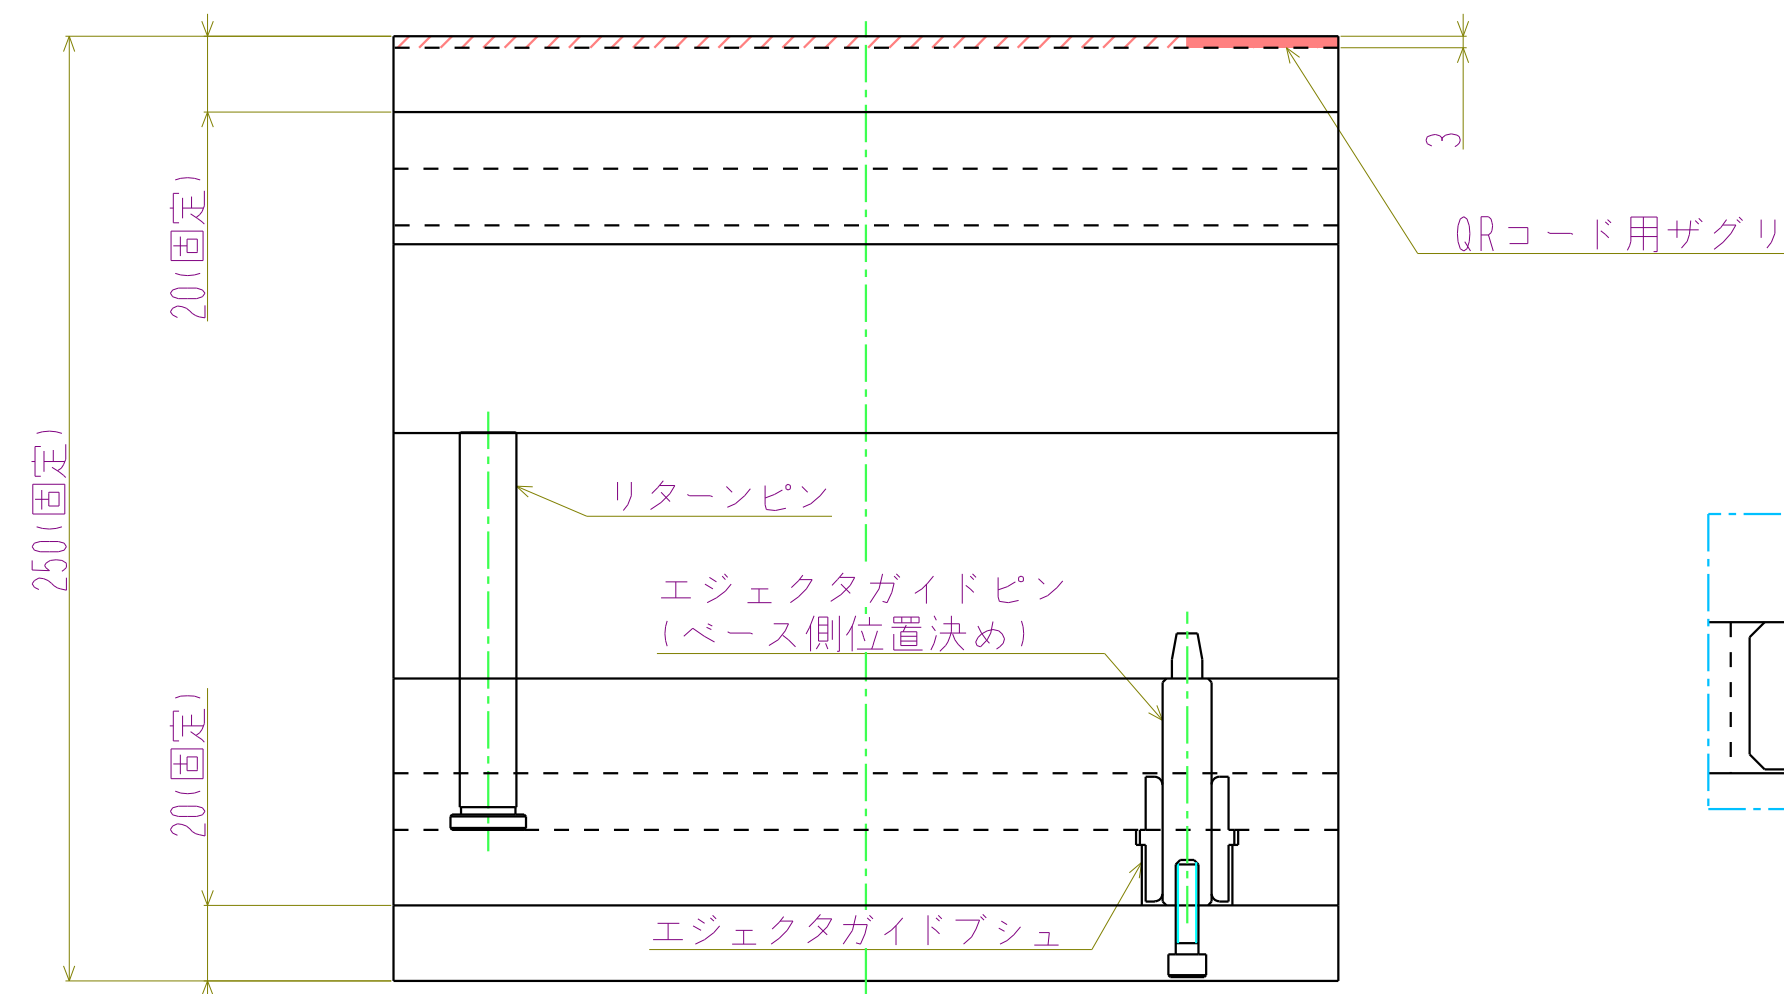 3
20(固定)
QRコード用ザグリ
250(固定)
リターンピン
エジェクタガイドピン
(ベース側位置決め)
20(固定)
エジェクタガイドブシュ